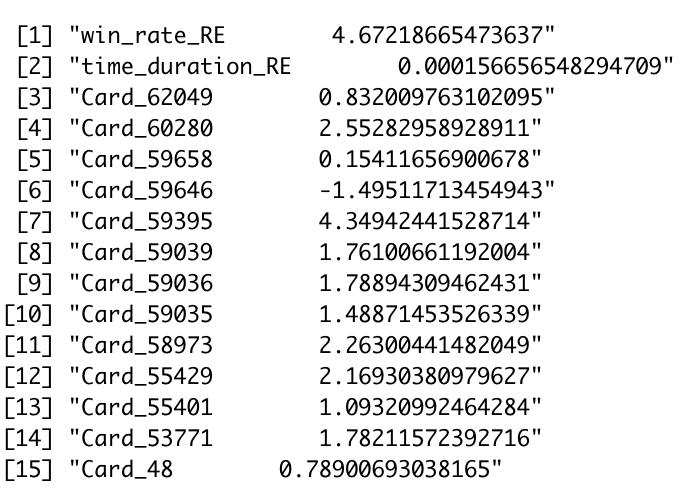 [1] "win_rate_RE 4.67218665473637"
[2] "time_duration_RE 0.000156656548294709"
[3] "Card_62049 0.832009763102095"
[4] "Card_60280 2.55282958928911"
[5] "Card_59658 0.15411656900678"
[6] "Card_59646 -1.49511713454943"
[7] "Card_59395 4.34942441528714"
[8] "Card_59039 1.76100661192004"
[9] "Card_59036 1.78894309462431"
[10] "Card_59035 1.48871453526339"
[11] "Card_58973 2.26300441482049"
[12] "Card_55429 2.16930380979627"
[13] "Card_55401 1.09320992464284"
[14] "Card_53771 1.78211572392716"
[15] "Card_48 0.78900693038165"